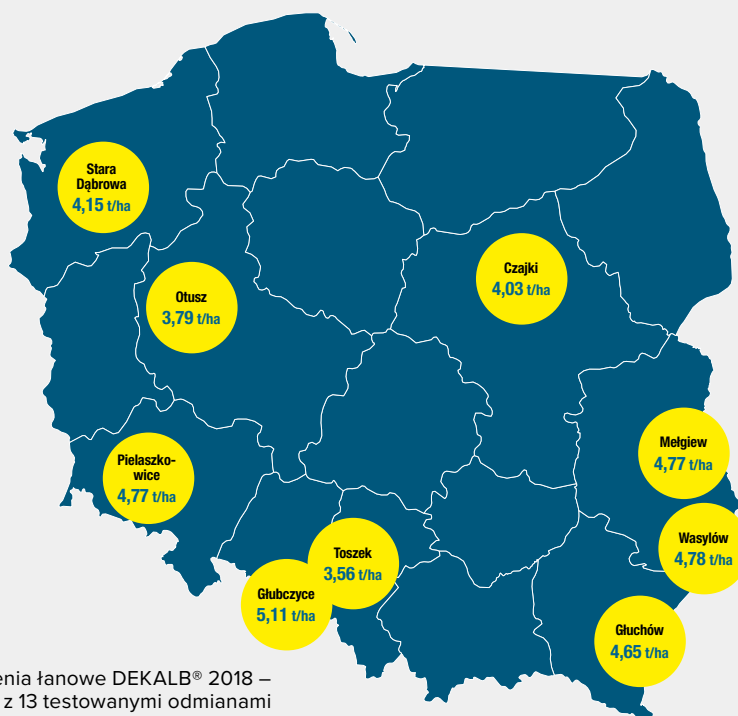 Stara
Dąbrowa
4,15 t/ha
Czajki
4,03 t/ha
Otusz
3,79 t/ha
Mełgiew
4,77 t/ha
Pielaszko-
wice
4,77 t/ha
Wasylów
4,78 t/ha
Toszek
3,56 t/ha
Głubczyce
5,11 t/ha
Głuchów
4,65 t/ha
łanowe DEKALB® 2018 –
z 13 testowanymi odmianami